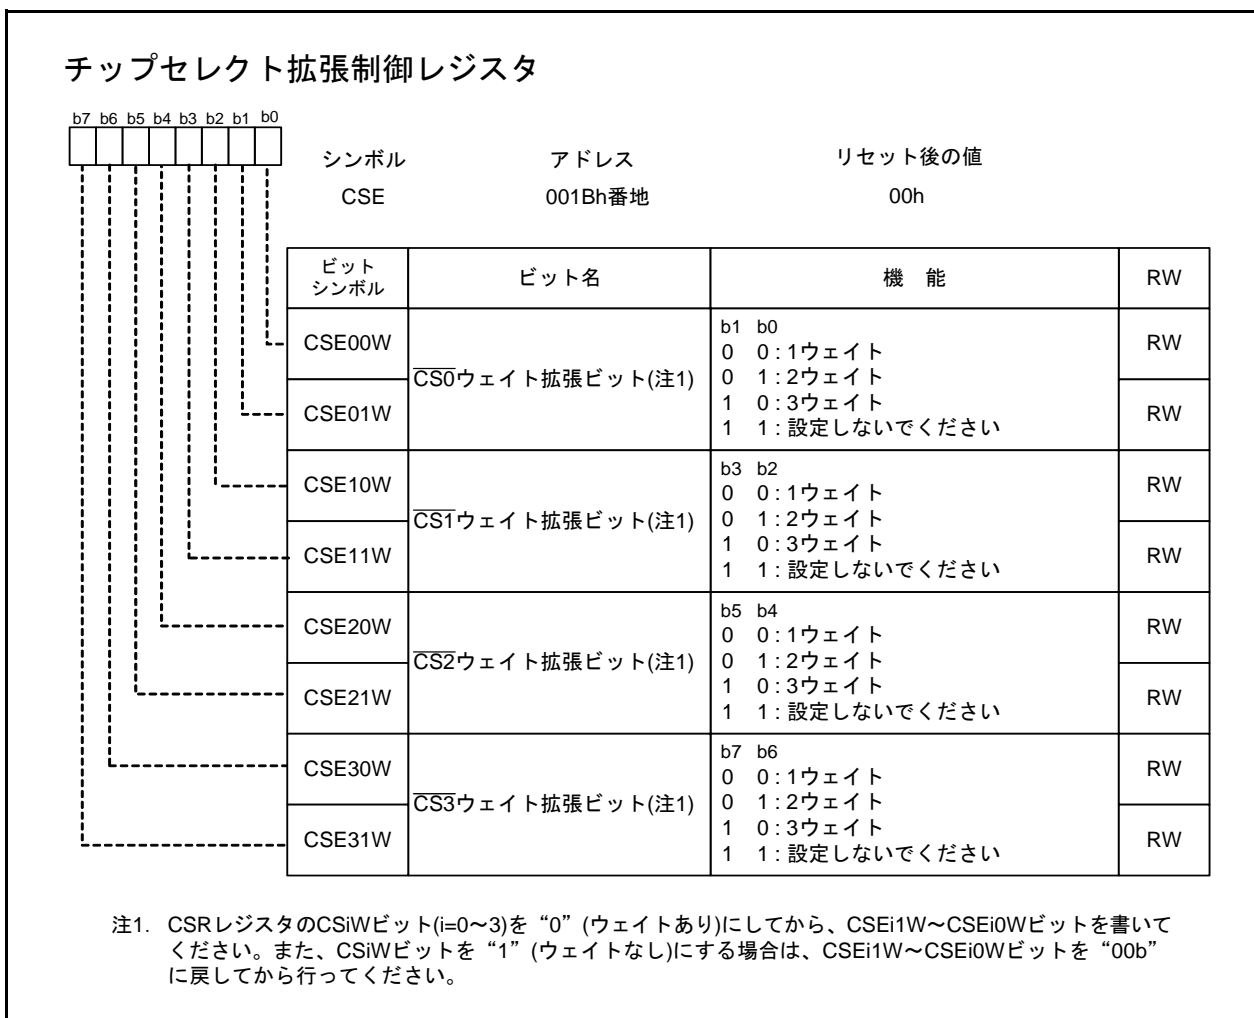 チップセレクト拡張制御レジスタ
b7 b6 b5 b4 b3 b2 b1 b0
シンボル アドレス リセット後の値
CSE 001Bh番地 00h
ビット
シンボル ビット名 機　能 RW
CSE00W CS0ウェイト拡張ビット(注1) RW
b1 b0
0 0 : 1ウェイト
0 1 : 2ウェイト
1 0 : 3ウェイト
1 1 : 設定しないでください
CSE01W RW
CSE10W CS1ウェイト拡張ビット(注1) RW
b3 b2
0 0 : 1ウェイト
0 1 : 2ウェイト
1 0 : 3ウェイト
1 1 : 設定しないでください
CSE11W RW
CSE20W CS2ウェイト拡張ビット(注1) RW
b5 b4
0 0 : 1ウェイト
0 1 : 2ウェイト
1 0 : 3ウェイト
1 1 : 設定しないでください
CSE21W RW
CSE30W CS3ウェイト拡張ビット(注1) RW
b7 b6
0 0 : 1ウェイト
0 1 : 2ウェイト
1 0 : 3ウェイト
1 1 : 設定しないでください
CSE31W RW
注1. CSRレジスタのCSiWビット(i=0～3)を“0”(ウェイトあり)にしてから、CSEi1W～CSEi0Wビットを書いて
ください。また、CSiWビットを“1”(ウェイトなし)にする場合は、CSEi1W～CSEi0Wビットを“00b”
に戻してから行ってください。